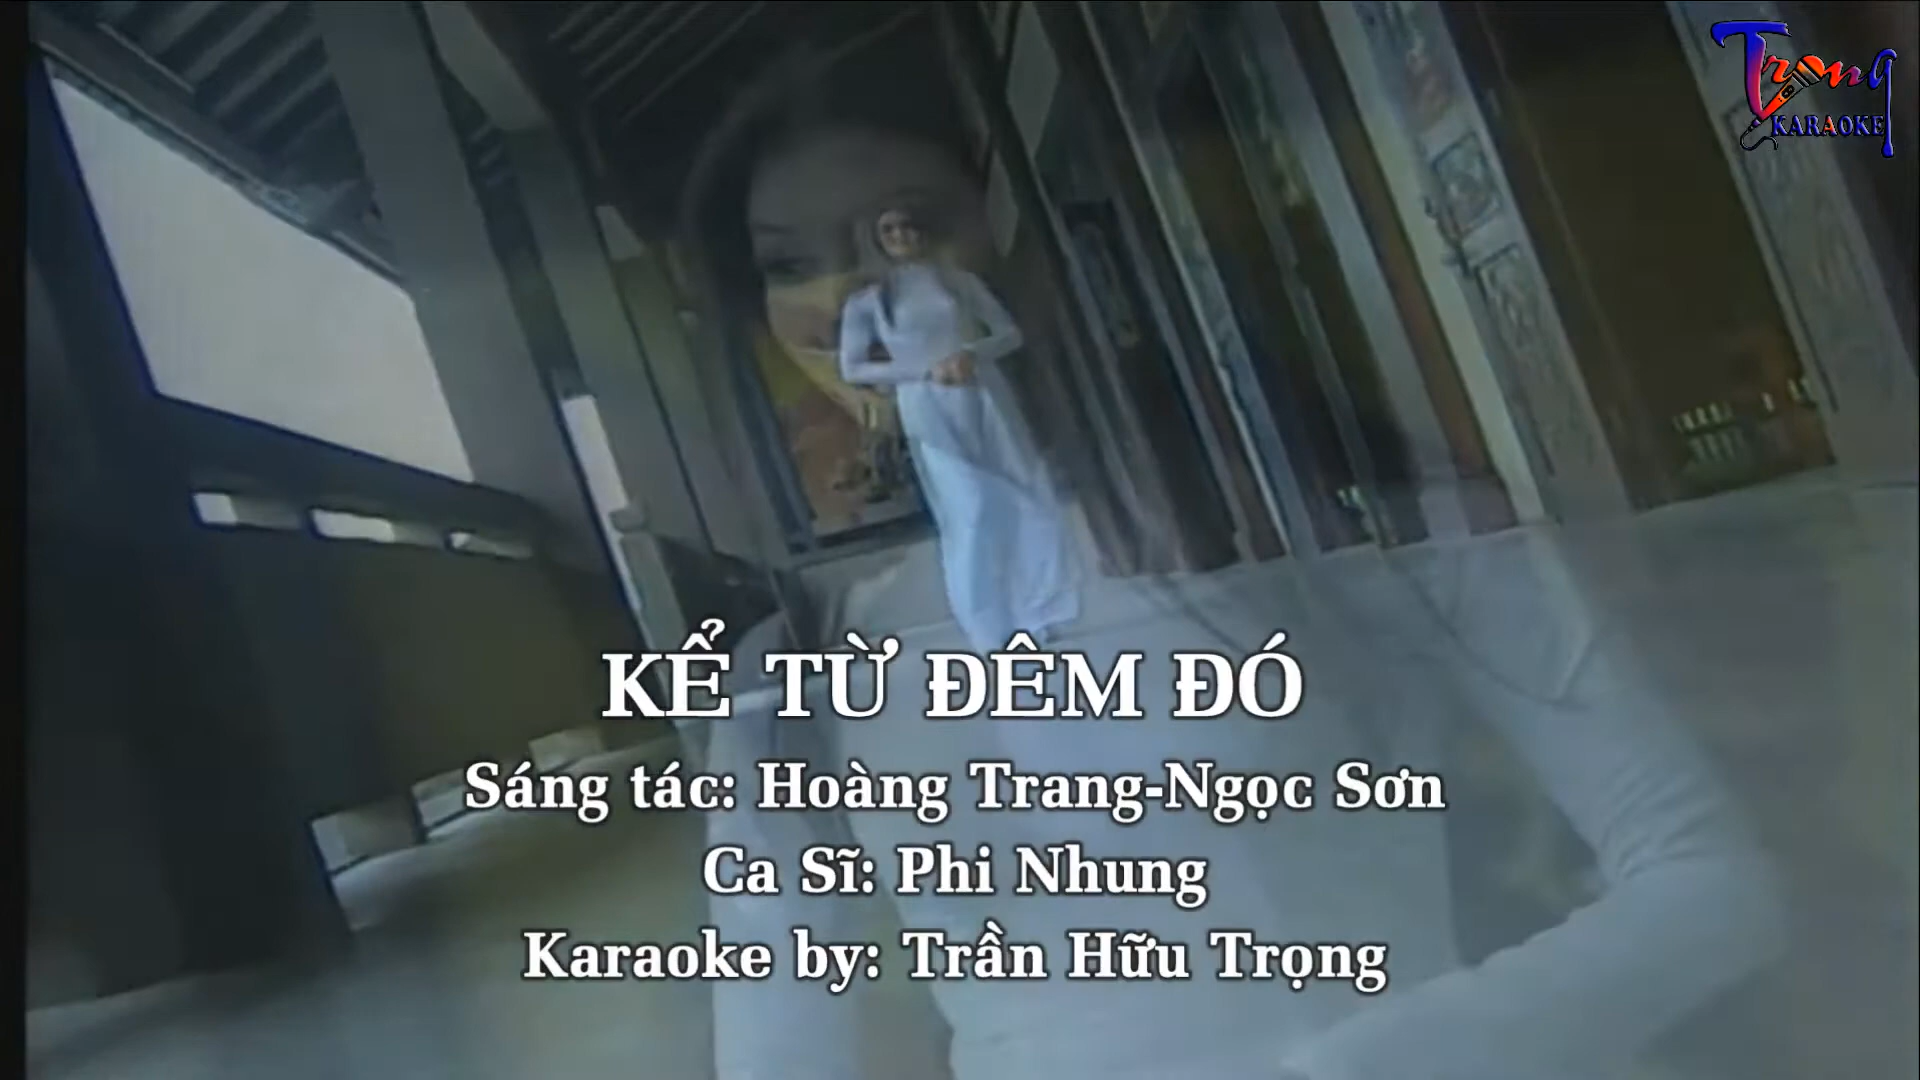 Trọng
KARAOKE
KỂ TỪ ĐÊM ĐÓ
Sáng tác: Hoàng Trang-Ngọc Sơn
Ca Sĩ: Phi Nhung
Karaoke by: Trần Hữu Trọng